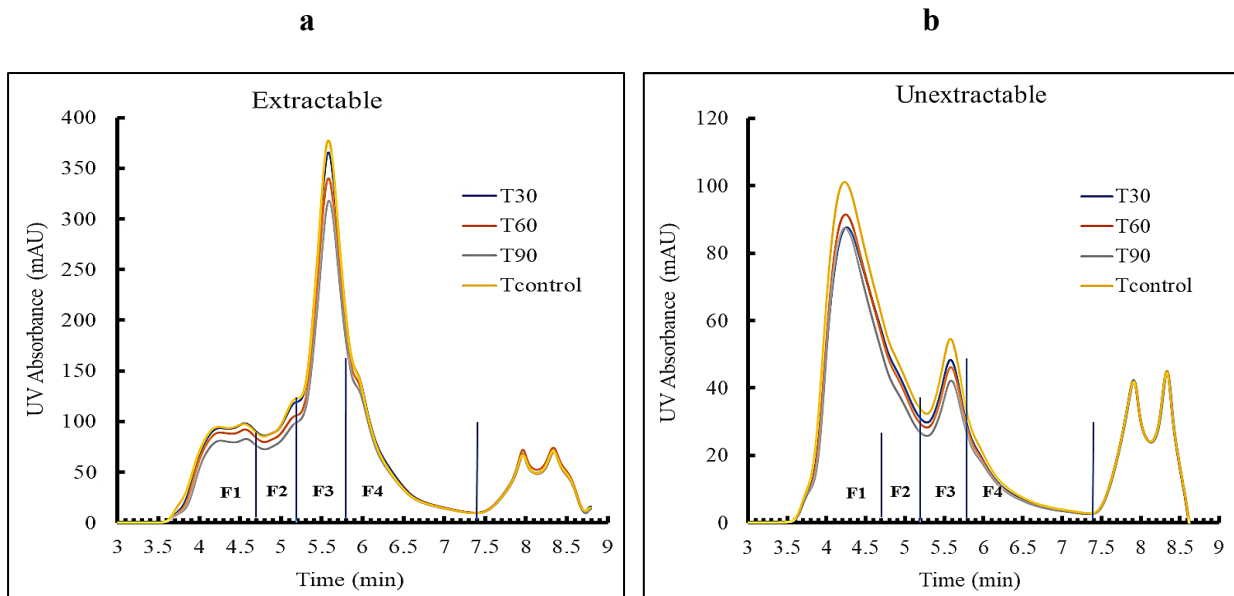 a
Extractable
400
350
300
250
200
150
100
50
0
UV Absorbance (mAU)
T30
T60
T90
Tcontrol
F1 F2 F3 F4
3 3.5 4 4.5 5 5.5 6 6.5 7 7.5 8 8.5 9
Time (min)
b
Unextractable
120
100
80
60
40
20
0
UV Absorbance (mAU)
T30
T60
T90
Tcontrol
F1 F2 F3 F4
3 3.5 4 4.5 5 5.5 6 6.5 7 7.5 8 8.5 9
Time (min)